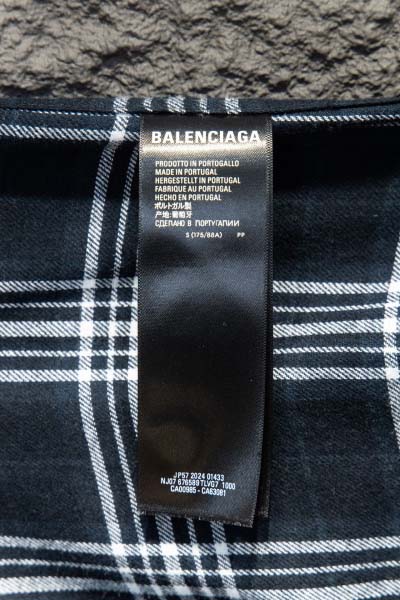 BALENCIAGA
PRODOTTO IN PORTOGALLO
MADE IN PORTUGAL
HERGESTELLT IN PORTUGAL
FABRIQUE AU PORTUGAL
HECHO EN PORTUGAL
ポルトガル製
产地:葡萄牙
СДЕЛАНО В ПОРТУГАЛИИ
S (175/88A) PP
JP57 2024 01433
NJ07 676589 TLVG7 1000
CA00985 - CA63081